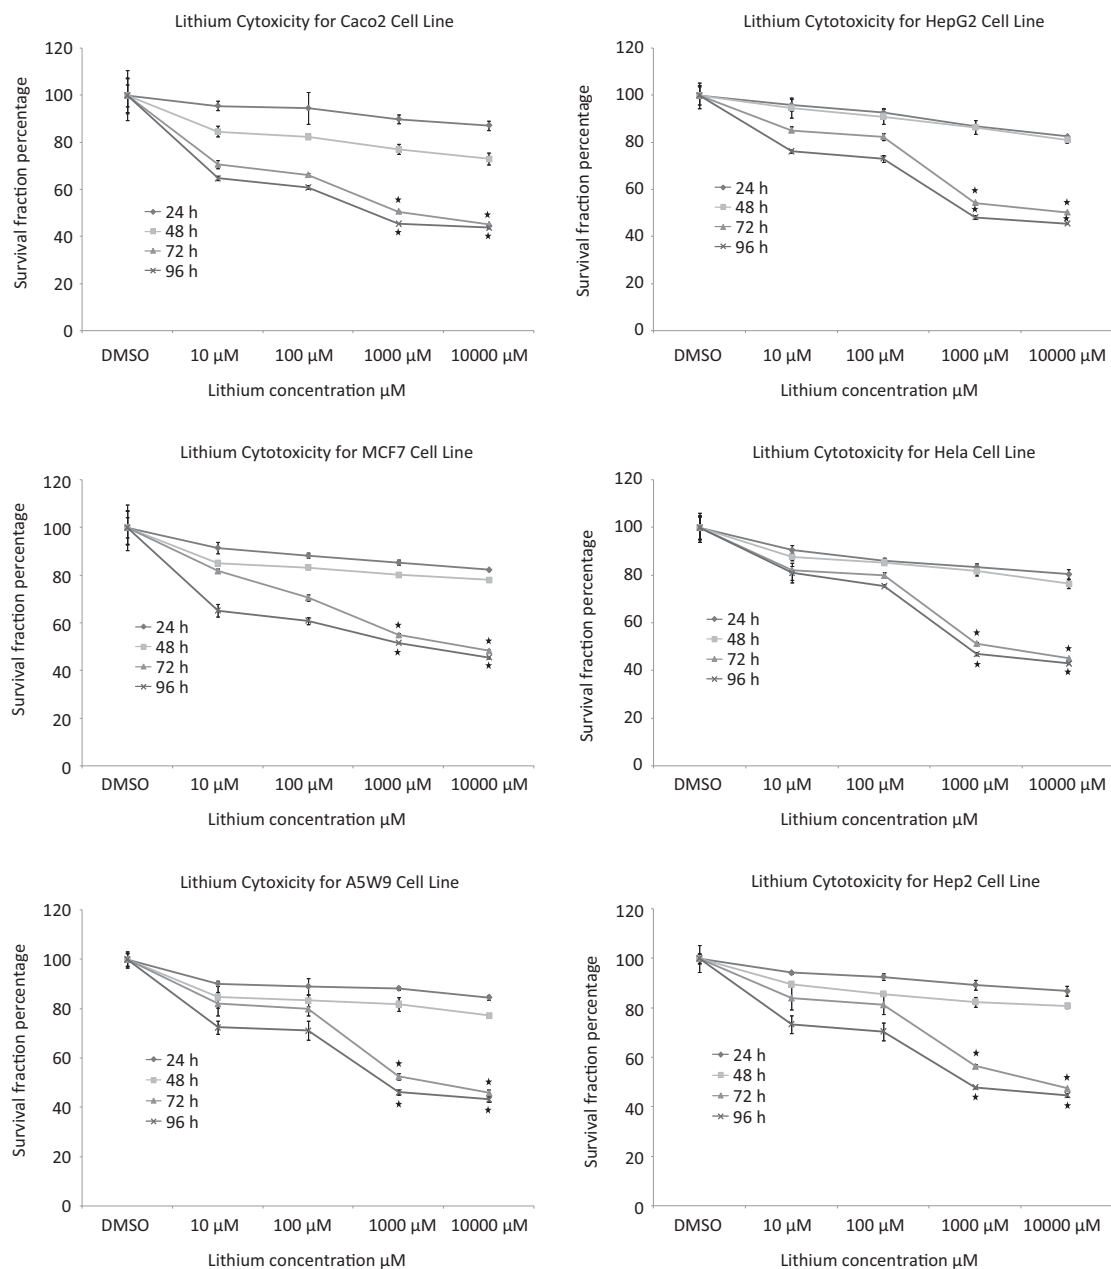 Lithium Cytoxicity for Caco2 Cell Line
Survival fraction percentage
120
100
80
60
40
20
0
24 h
48 h
72 h
96 h
DMSO 10 µM 100 µM 1000 µM 10000 µM
Lithium concentration µM
Lithium Cytotoxicity for HepG2 Cell Line
Survival fraction percentage
120
100
80
60
40
20
0
24 h
48 h
72 h
96 h
DMSO 10 µM 100 µM 1000 µM 10000 µM
Lithium concentration µM
Lithium Cytotoxicity for MCF7 Cell Line
Survival fraction percentage
120
100
80
60
40
20
0
24 h
48 h
72 h
96 h
DMSO 10 µM 100 µM 1000 µM 10000 µM
Lithium concentration µM
Lithium Cytotoxicity for Hela Cell Line
Survival fraction percentage
120
100
80
60
40
20
0
24 h
48 h
72 h
96 h
DMSO 10 µM 100 µM 1000 µM 10000 µM
Lithium concentration µM
Lithium Cytoxicity for A5W9 Cell Line
Survival fraction percentage
120
100
80
60
40
20
0
24 h
48 h
72 h
96 h
DMSO 10 µM 100 µM 1000 µM 10000 µM
Lithium concentration µM
Lithium Cytotoxicity for Hep2 Cell Line
Survival fraction percentage
120
100
80
60
40
20
0
24 h
48 h
72 h
96 h
DMSO 10 µM 100 µM 1000 µM 10000 µM
Lithium concentration µM